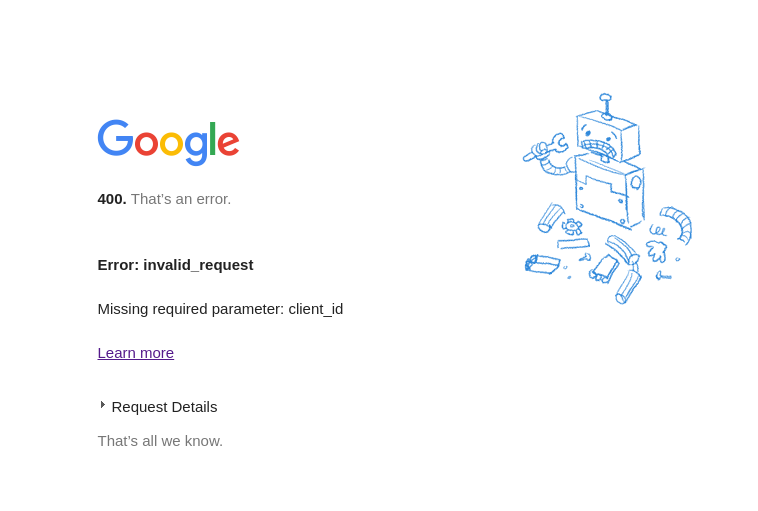 Google
400. That’s an error.
Error: invalid_request
Missing required parameter: client_id
Learn more
Request Details
That’s all we know.